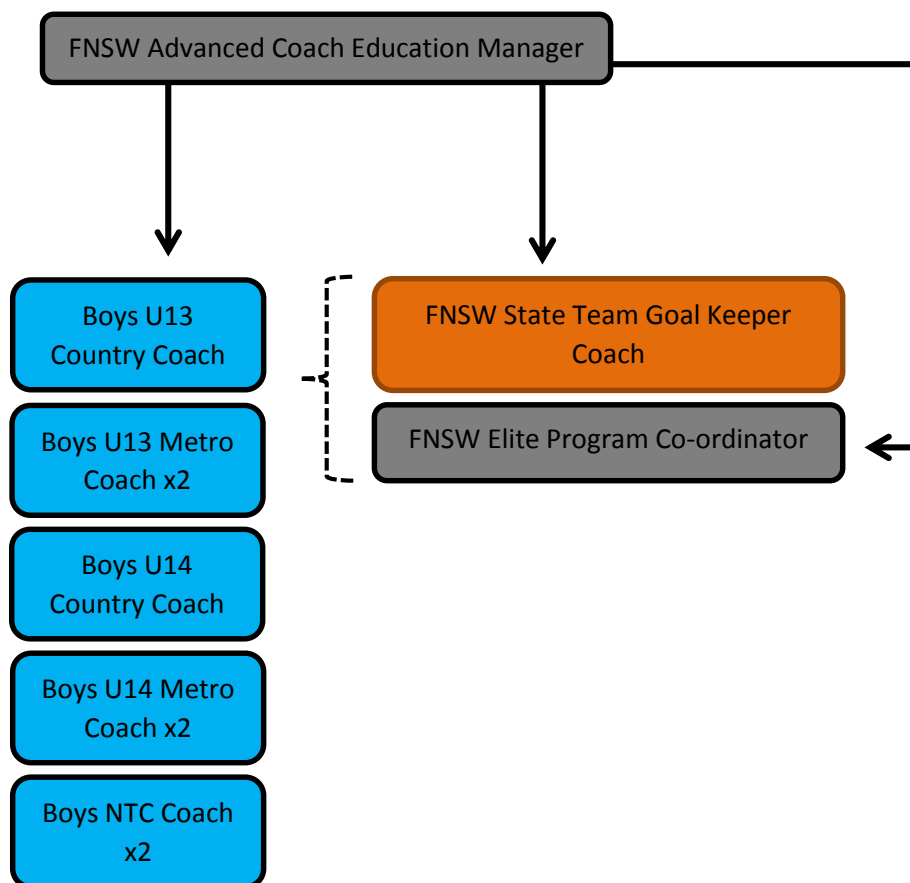 FNSW Advanced Coach Education Manager
Boys U13
Country Coach
FNSW State Team Goal Keeper
Coach
Boys U13 Metro
Coach x2
FNSW Elite Program Co-ordinator
Boys U14
Country Coach
Boys U14 Metro
Coach x2
Boys NTC Coach
x2